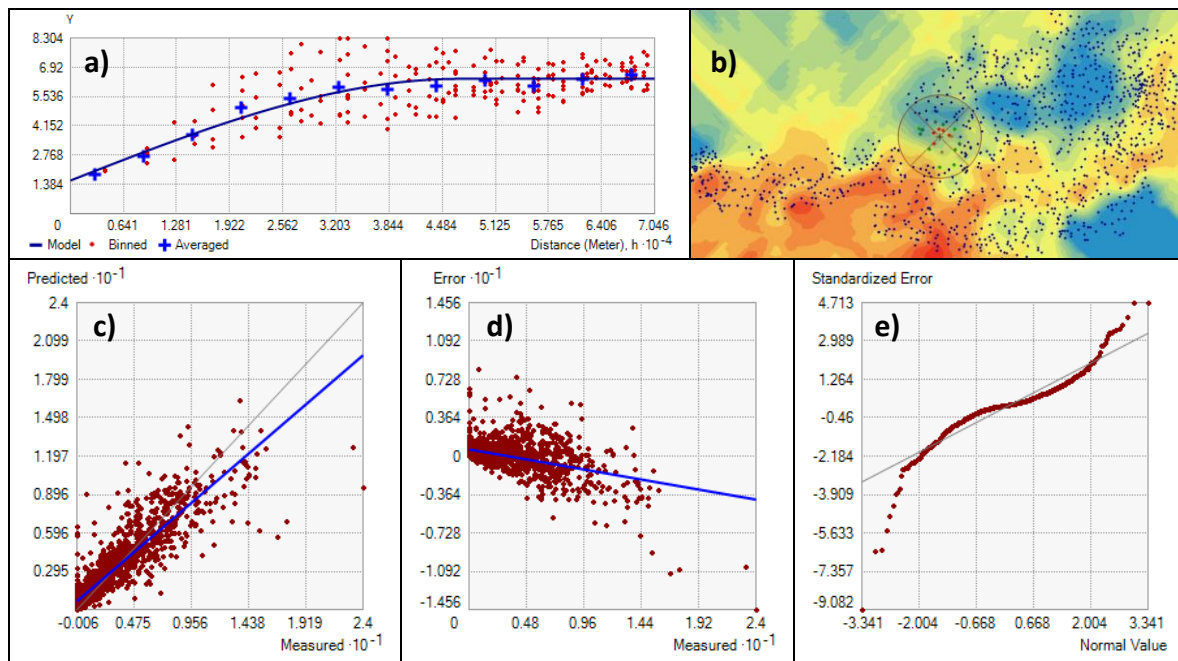 Y
8.304
6.92
5.536
4.152
2.768
1.384
a)
0 0.641 1.281 1.922 2.562 3.203 3.844 4.484 5.125 5.765 6.406 7.046
Model Binned Averaged
Distance (Meter), h ·10⁻⁴
b)
Predicted ·10⁻¹
2.4
2.099
1.799
1.498
1.197
0.896
0.596
0.295
c)
-0.006 0.475 0.956 1.438 1.919 2.4
Measured ·10⁻¹
Error ·10⁻¹
1.456
1.092
0.728
0.364
0
-0.364
-0.728
-1.092
-1.456
d)
0 0.48 0.96 1.44 1.92 2.4
Measured ·10⁻¹
Standardized Error
4.713
2.989
1.264
-0.46
-2.184
-3.909
-5.633
-7.357
-9.082
e)
-3.341 -2.004 -0.668 0.668 2.004 3.341
Normal Value